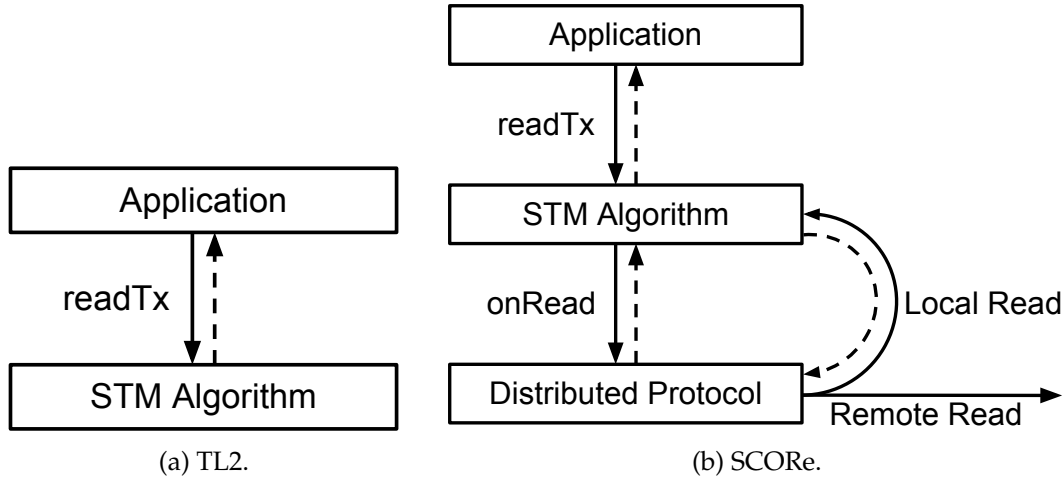 Application
readTx
STM Algorithm
(a) TL2.
Application
readTx
STM Algorithm
onRead
Local Read
Distributed Protocol
Remote Read
(b) SCORe.